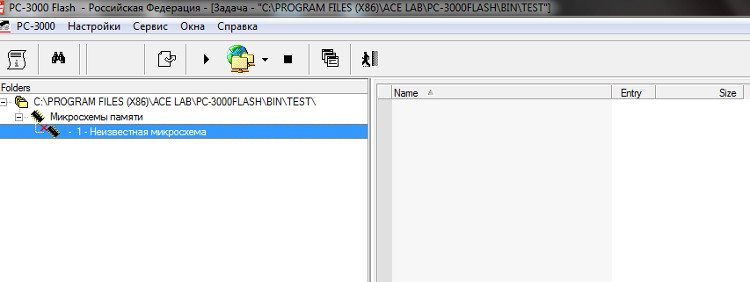 PC-3000 Flash - Российская Федерация - [Задача - "C:\PROGRAM FILES (X86)\ACE LAB\PC-3000FLASH\BIN\TEST"]
PC-3000 Настройки Сервис Окна Справка
Folders
Name Entry Size
C:\PROGRAM FILES (X86)\ACE LAB\PC-3000FLASH\BIN\TEST\
Микросхемы памяти
- 1 - Неизвестная микросхема